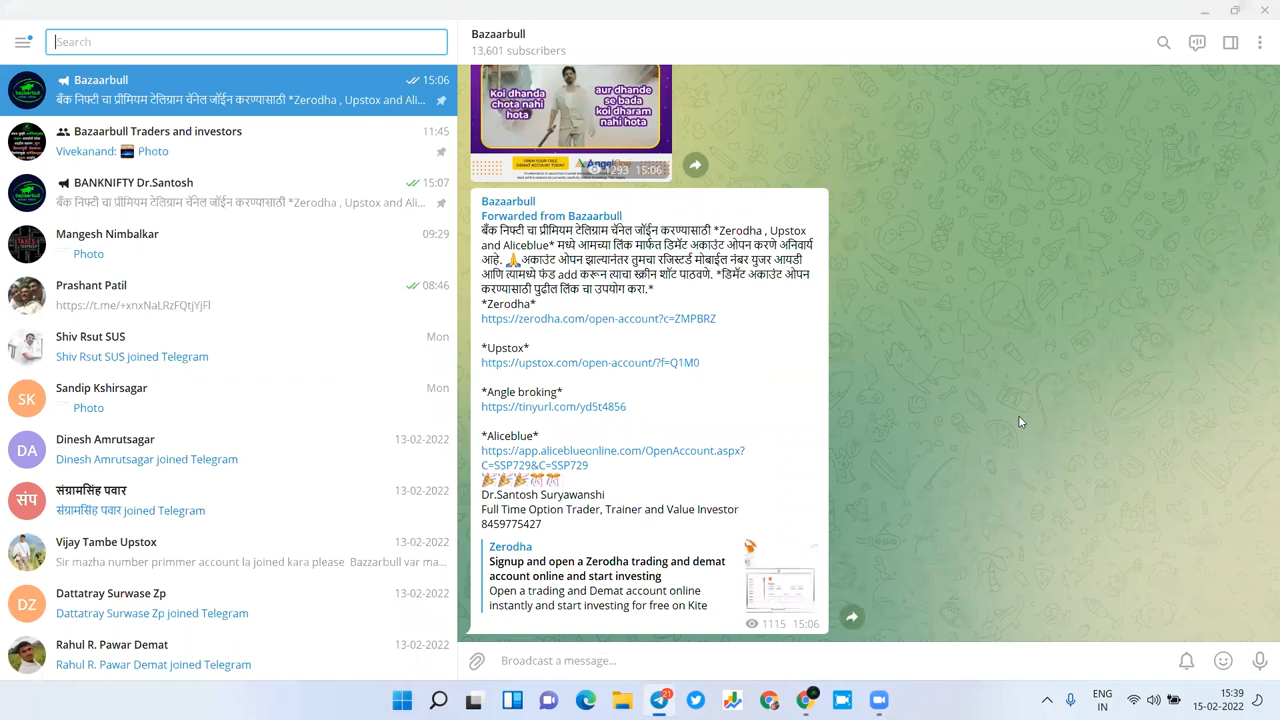 Search
Bazaarbull
15:06
बँक निफ्टी चा प्रीमियम टेलिग्राम चॅनेल जॉईन करण्यासाठी *Zerodha , Upstox and Ali...
Bazaarbull Traders and investors
11:45
Vivekanand: Photo
BANKNIFTY Dr.Santosh
15:07
बँक निफ्टी चा प्रीमियम टेलिग्राम चॅनेल जॉईन करण्यासाठी *Zerodha , Upstox and Ali...
Mangesh Nimbalkar
09:29
Photo
Prashant Patil
08:46
https://t.me/+xnxNaLRzFQtjYjFl
Shiv Rsut SUS
Mon
Shiv Rsut SUS joined Telegram
SK
Sandip Kshirsagar
Mon
Photo
DA
Dinesh Amrutsagar
13-02-2022
Dinesh Amrutsagar joined Telegram
संप
संग्रामसिंह पवार
13-02-2022
संग्रामसिंह पवार joined Telegram
Vijay Tambe Upstox
13-02-2022
Sir mazha number primmer account la joined kara please Bazzarbull var ma...
DZ
Dattatray Surwase Zp
13-02-2022
Dattatray Surwase Zp joined Telegram
Rahul R. Pawar Demat
13-02-2022
Rahul R. Pawar Demat joined Telegram
Bazaarbull
13,601 subscribers
Koi dhanda
chota nahi
hota
aur dhande
se bada
koi dharam
nahi hota
OPEN YOUR FREE
DEMAT ACCOUNT TODAY
AngelOne
1293 15:06
Bazaarbull
Forwarded from Bazaarbull
बँक निफ्टी चा प्रीमियम टेलिग्राम चॅनेल जॉईन करण्यासाठी *Zerodha , Upstox
and Aliceblue* मध्ये आमच्या लिंक मार्फत डिमॅट अकाउंट ओपन करणे अनिवार्य
आहे. 🙏अकाउंट ओपन झाल्यानंतर तुमचा रजिस्टर्ड मोबाईल नंबर युजर आयडी
आणि त्यामध्ये फंड add करून त्याचा स्क्रीन शॉट पाठवणे. *डिमॅट अकाउंट ओपन
करण्यासाठी पुढील लिंक चा उपयोग करा.*
*Zerodha*
https://zerodha.com/open-account?c=ZMPBRZ
*Upstox*
https://upstox.com/open-account/?f=Q1M0
*Angle broking*
https://tinyurl.com/yd5t4856
*Aliceblue*
https://app.aliceblueonline.com/OpenAccount.aspx?
C=SSP729&C=SSP729
🎉🎉🎉🎊🎊
Dr.Santosh Suryawanshi
Full Time Option Trader, Trainer and Value Investor
8459775427
Zerodha
Signup and open a Zerodha trading and demat
account online and start investing
Open a trading and Demat account online
instantly and start investing for free on Kite
1115 15:06
Broadcast a message...
21
ENG
IN
15:39
15-02-2022